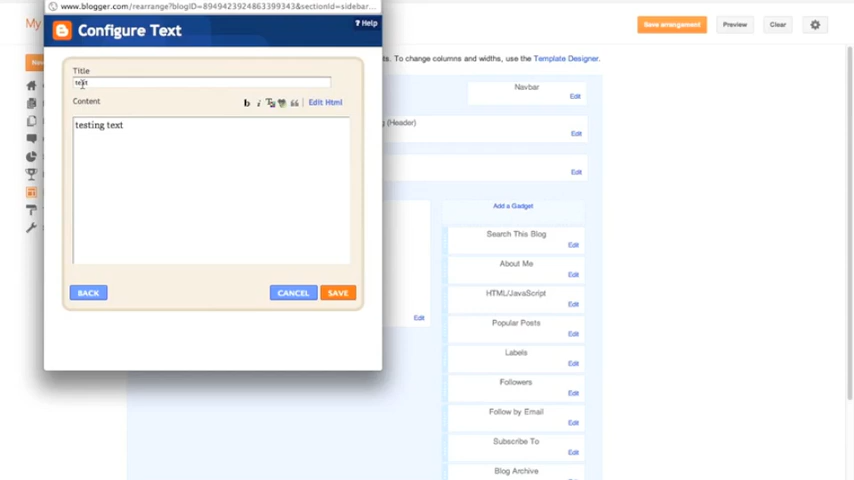 www.blogger.com/rearrange?blogID=8949423924863399343&sectionId=sidebar...
Configure Text
? Help
Title
test
Content
b
i
Edit Html
testing text
BACK
CANCEL
SAVE
My
Save arrangement
Preview
Clear
To change columns and widths, use the Template Designer.
Navbar
Edit
(Header)
Edit
Edit
Add a Gadget
Search This Blog
Edit
About Me
Edit
HTML/JavaScript
Edit
Popular Posts
Edit
Edit
Labels
Edit
Followers
Edit
Follow by Email
Edit
Subscribe To
Edit
Blog Archive
Edit